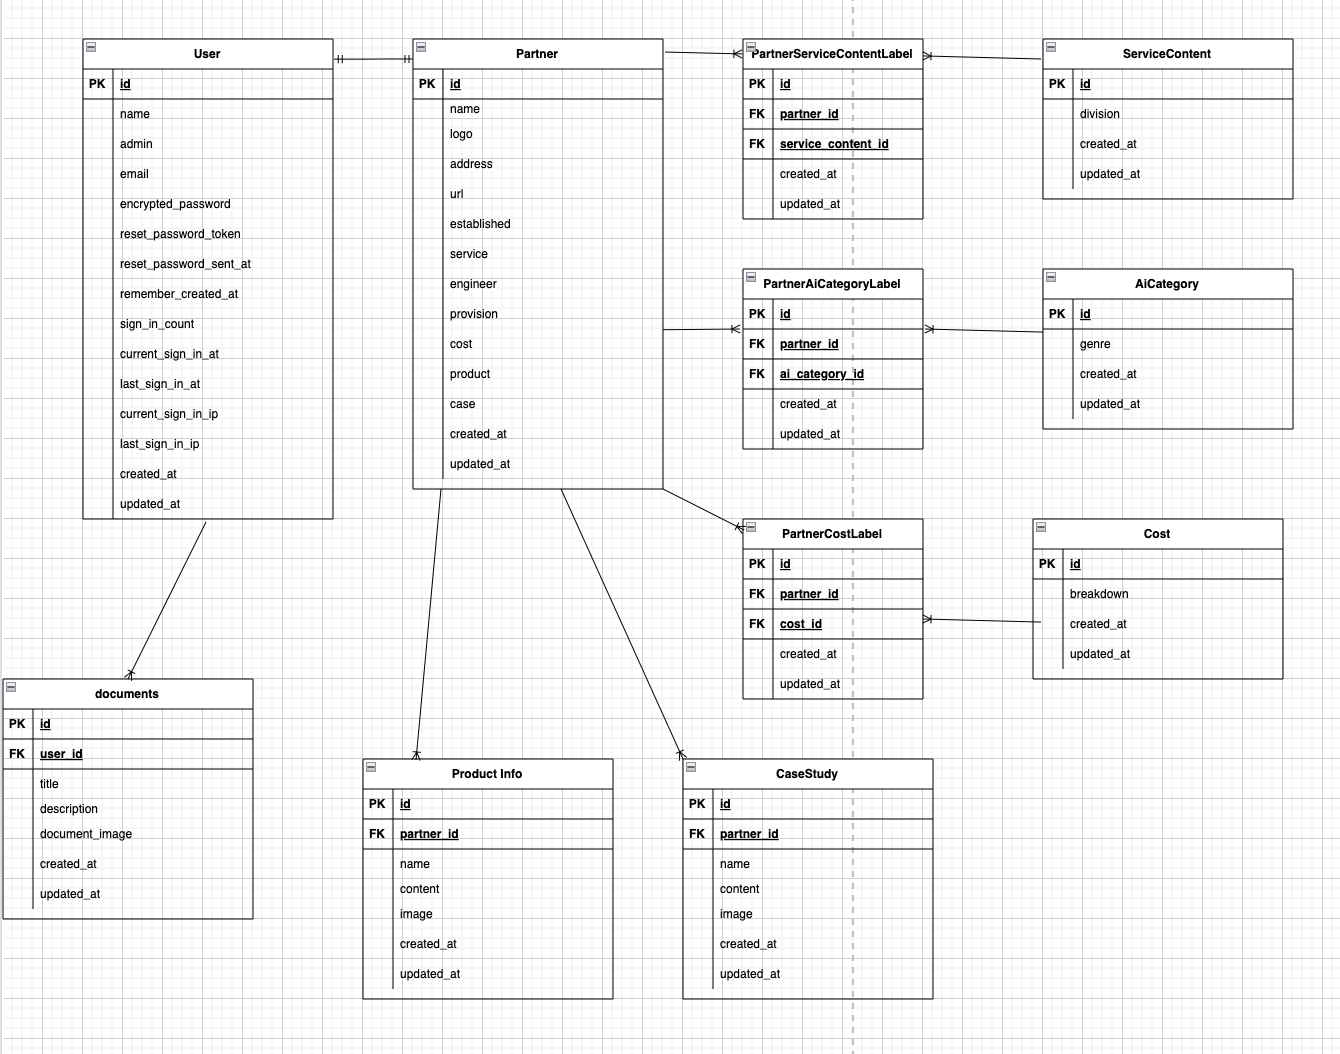 User
PK id
name
admin
email
encrypted_password
reset_password_token
reset_password_sent_at
remember_created_at
sign_in_count
current_sign_in_at
last_sign_in_at
current_sign_in_ip
last_sign_in_ip
created_at
updated_at
Partner
PK id
name
logo
address
url
established
service
engineer
provision
cost
product
case
created_at
updated_at
PartnerServiceContentLabel
PK id
FK partner_id
FK service_content_id
created_at
updated_at
ServiceContent
PK id
division
created_at
updated_at
PartnerAiCategoryLabel
PK id
FK partner_id
FK ai_category_id
created_at
updated_at
AiCategory
PK id
genre
created_at
updated_at
PartnerCostLabel
PK id
FK partner_id
FK cost_id
created_at
updated_at
Cost
PK id
breakdown
created_at
updated_at
documents
PK id
FK user_id
title
description
document_image
created_at
updated_at
Product Info
PK id
FK partner_id
name
content
image
created_at
updated_at
CaseStudy
PK id
FK partner_id
name
content
image
created_at
updated_at